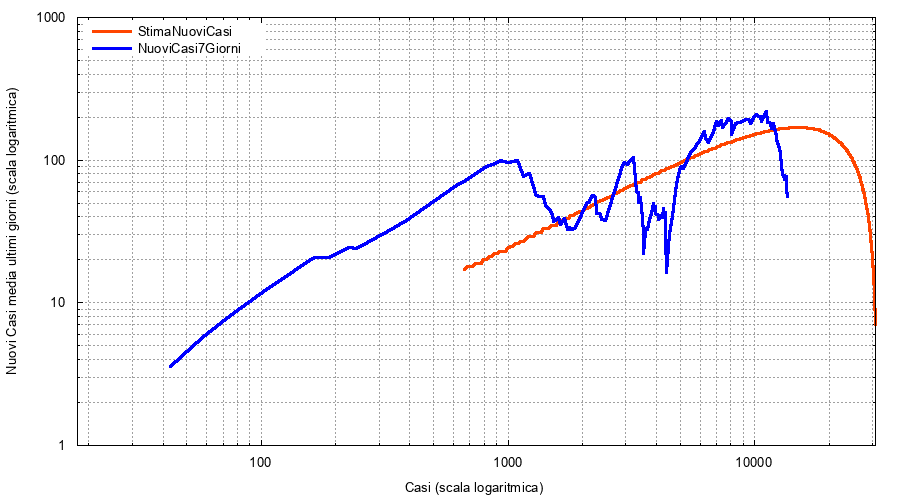 1000
StimaNuoviCasi
NuoviCasi7Giorni
100
10
1
Nuovi Casi media ultimi giorni (scala logaritmica)
100
1000
10000
Casi (scala logaritmica)